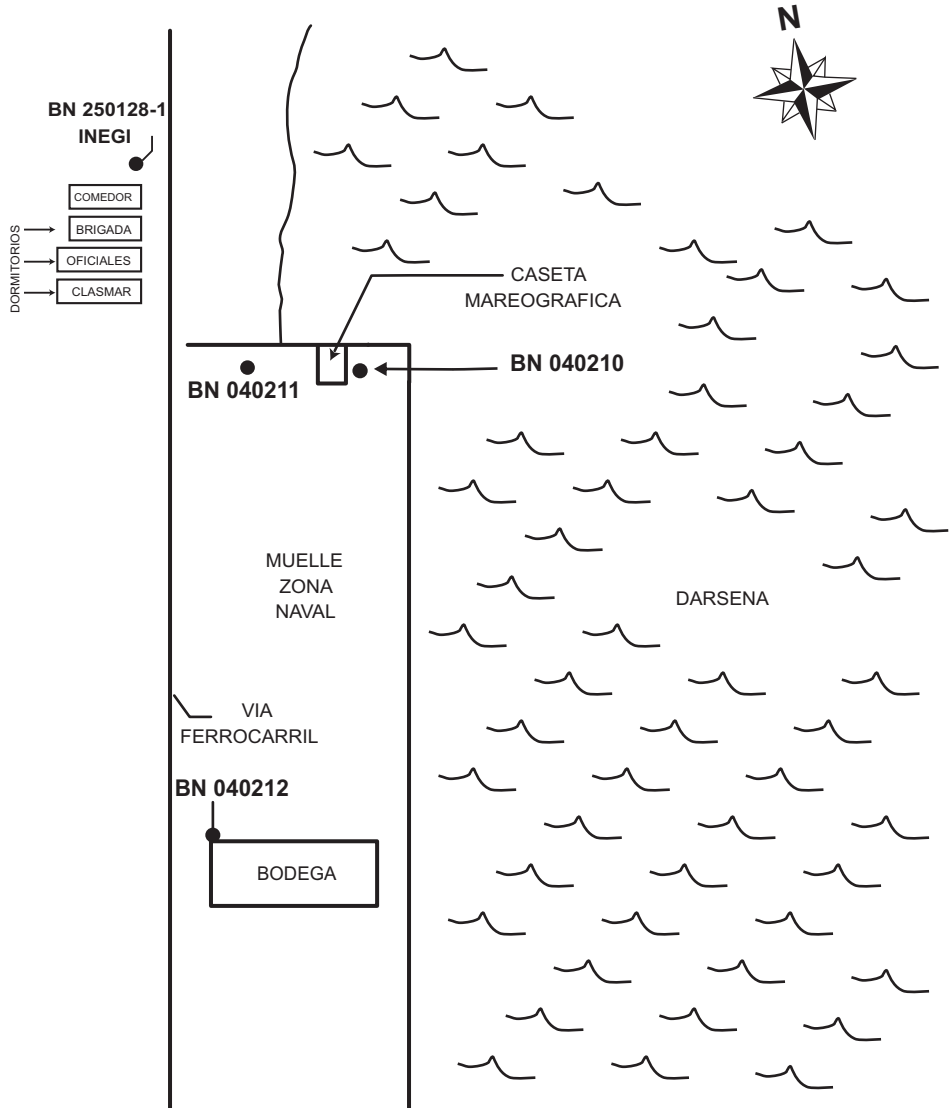 N
BN 250128-1
INEGI
COMEDOR
DORMITORIOS
BRIGADA
OFICIALES
CLASMAR
CASETA
MAREOGRAFICA
BN 040210
BN 040211
MUELLE
ZONA
NAVAL
DARSENA
VIA
FERROCARRIL
BN 040212
BODEGA